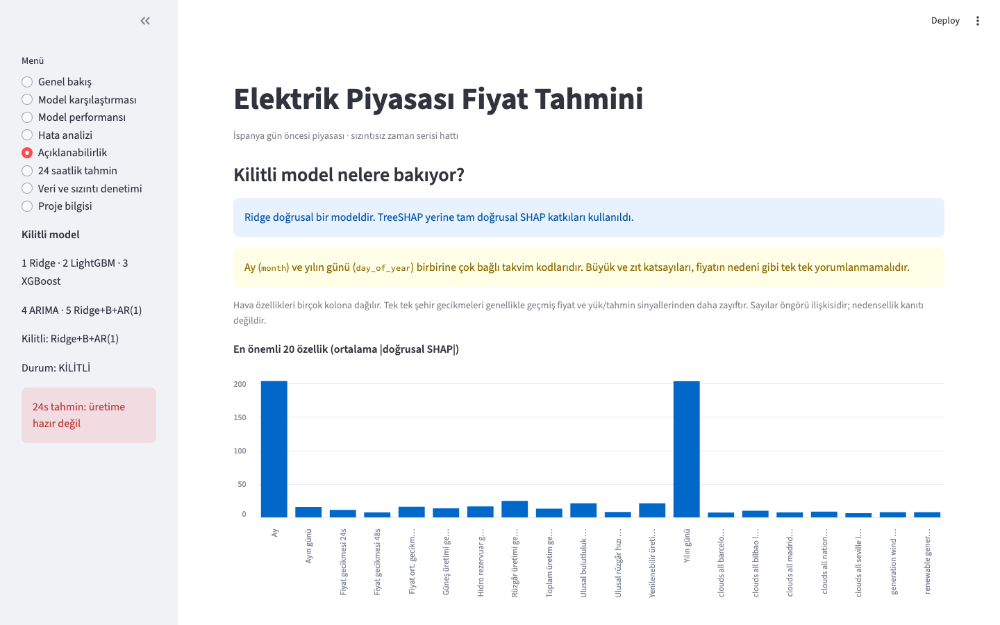 Deploy
Menü
Genel bakış
Model karşılaştırması
Model performansı
Hata analizi
Açıklanabilirlik
24 saatlik tahmin
Veri ve sızıntı denetimi
Proje bilgisi
Kilitli model
1 Ridge · 2 LightGBM · 3
XGBoost
4 ARIMA · 5 Ridge+B+AR(1)
Kilitli: Ridge+B+AR(1)
Durum: KİLİTLİ
24s tahmin: üretime
hazır değil
Elektrik Piyasası Fiyat Tahmini
İspanya gün öncesi piyasası · sızıntısız zaman serisi hattı
Kilitli model nelere bakıyor?
Ridge doğrusal bir modeldir. TreeSHAP yerine tam doğrusal SHAP katkıları kullanıldı.
Ay (month) ve yılın günü (day_of_year) birbirine çok bağlı takvim kodlarıdır. Büyük ve zıt katsayıları, fiyatın nedeni gibi tek tek yorumlanmamalıdır.
Hava özellikleri birçok kolona dağılır. Tek tek şehir gecikmeleri genellikle geçmiş fiyat ve yük/tahmin sinyallerinden daha zayıftır. Sayılar öngörü ilişkisidir; nedensellik kanıtı
değildir.
En önemli 20 özellik (ortalama |doğrusal SHAP|)
200
150
100
50
0
Ay
Ayın günü
Fiyat gecikmesi 24s
Fiyat gecikmesi 48s
Fiyat ort. gecikm…
Güneş üretimi ge…
Hidro rezervuar g…
Rüzgâr üretimi ge…
Toplam üretim ge…
Ulusal bulutluluk …
Ulusal rüzgâr hızı …
Yenilenebilir üreti…
Yılın günü
clouds all barcelo…
clouds all bilbao l…
clouds all madrid…
clouds all nation…
clouds all seville l…
generation wind …
renewable gener…